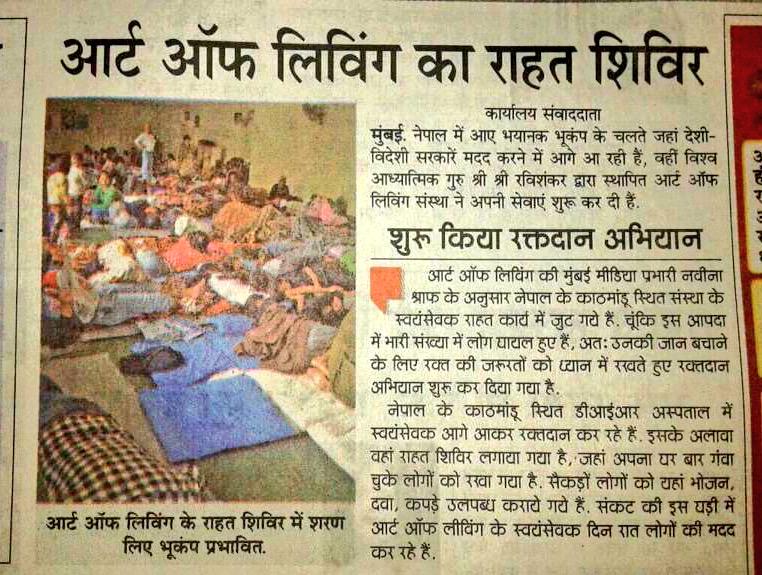 आर्ट ऑफ लिविंग का राहत शिविर
कार्यालय संवाददाता
मुंबई. नेपाल में आए भयानक भूकंप के चलते जहां देशी-
विदेशी सरकारें मदद करने में आगे आ रही हैं, वहीं विश्व
आध्यात्मिक गुरु श्री श्री रविशंकर द्वारा स्थापित आर्ट ऑफ
लिविंग संस्था ने अपनी सेवाएं शुरू कर दी हैं.
शुरू किया रक्तदान अभियान
आर्ट ऑफ लिविंग की मुंबई मीडिया प्रभारी नवीना
श्राफ के अनुसार नेपाल के काठमांडू स्थित संस्था के
स्वयंसेवक राहत कार्य में जुट गये हैं. चूंकि इस आपदा
में भारी संख्या में लोग घायल हुए हैं, अतः उनकी जान बचाने
के लिए रक्त की जरूरतों को ध्यान में रखते हुए रक्तदान
अभियान शुरू कर दिया गया है.
नेपाल के काठमांडू स्थित डीआईआर अस्पताल में
स्वयंसेवक आगे आकर रक्तदान कर रहे हैं. इसके अलावा
वहां राहत शिविर लगाया गया है, जहां अपना घर बार गंवा
चुके लोगों को रखा गया है. सैकड़ों लोगों को यहां भोजन,
दवा, कपड़े उलपब्ध कराये गये हैं. संकट की इस घड़ी में
आर्ट ऑफ लीविंग के स्वयंसेवक दिन रात लोगों की मदद
कर रहे हैं.
आर्ट ऑफ लिविंग के राहत शिविर में शरण
लिए भूकंप प्रभावित.